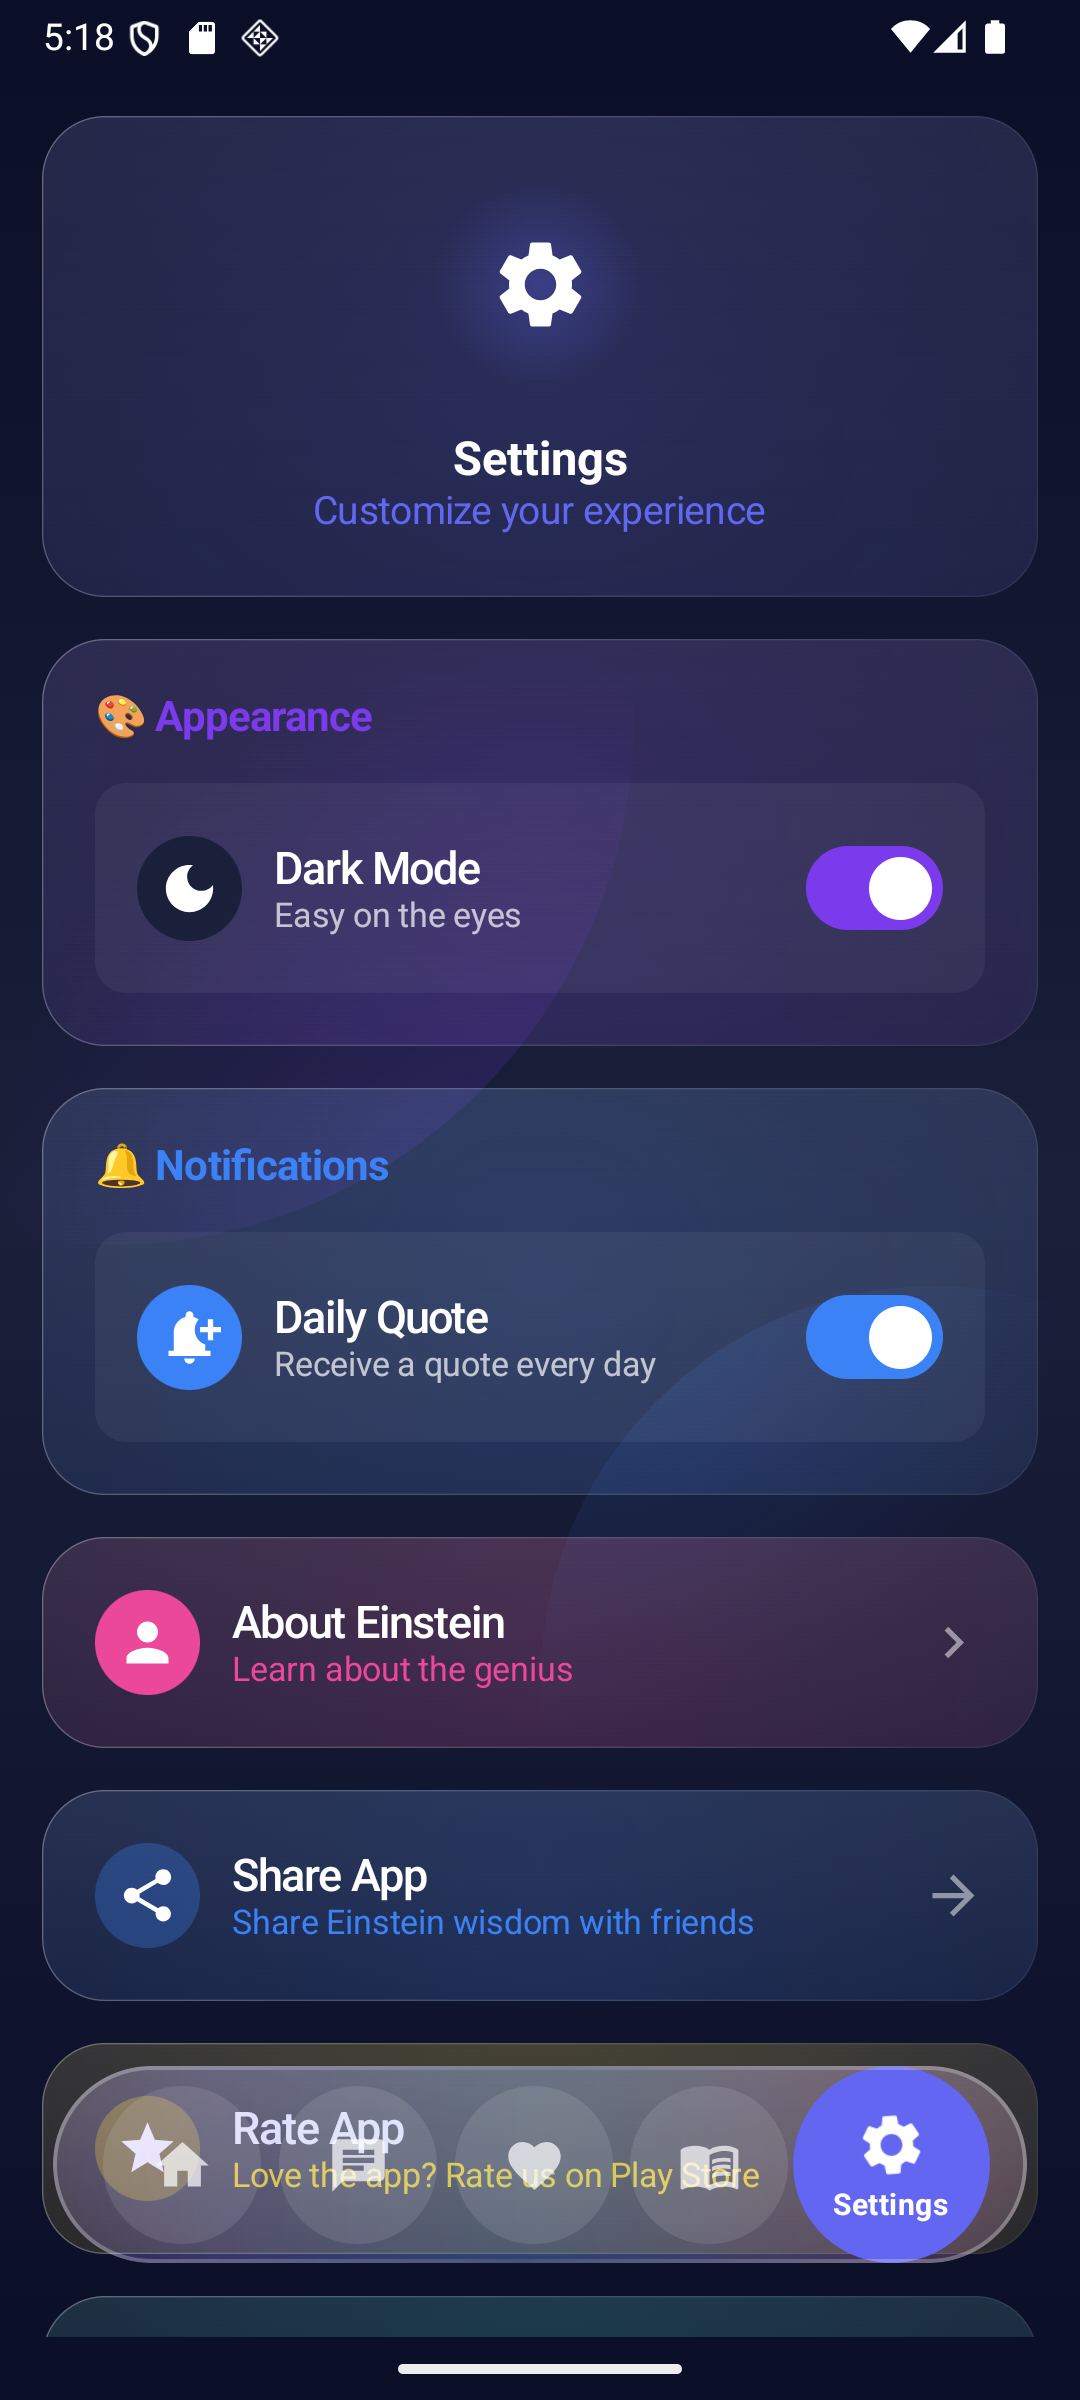 5:18
Settings
Customize your experience
🎨 Appearance
Dark Mode
Easy on the eyes
🔔 Notifications
Daily Quote
Receive a quote every day
About Einstein
Learn about the genius
Share App
Share Einstein wisdom with friends
Rate App
Love the app? Rate us on Play Store
Settings